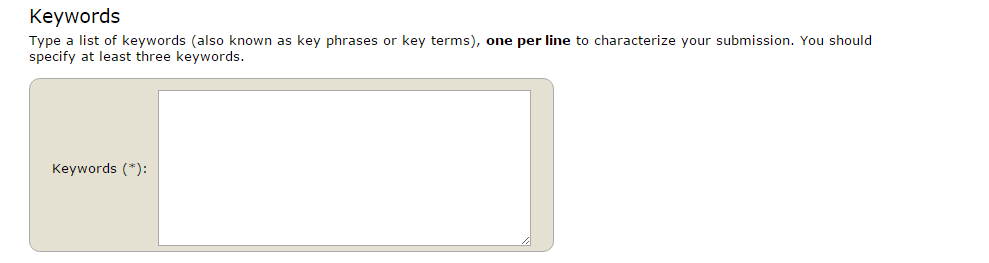 Keywords
Type a list of keywords (also known as key phrases or key terms), one per line to characterize your submission. You should
specify at least three keywords.
Keywords (*):